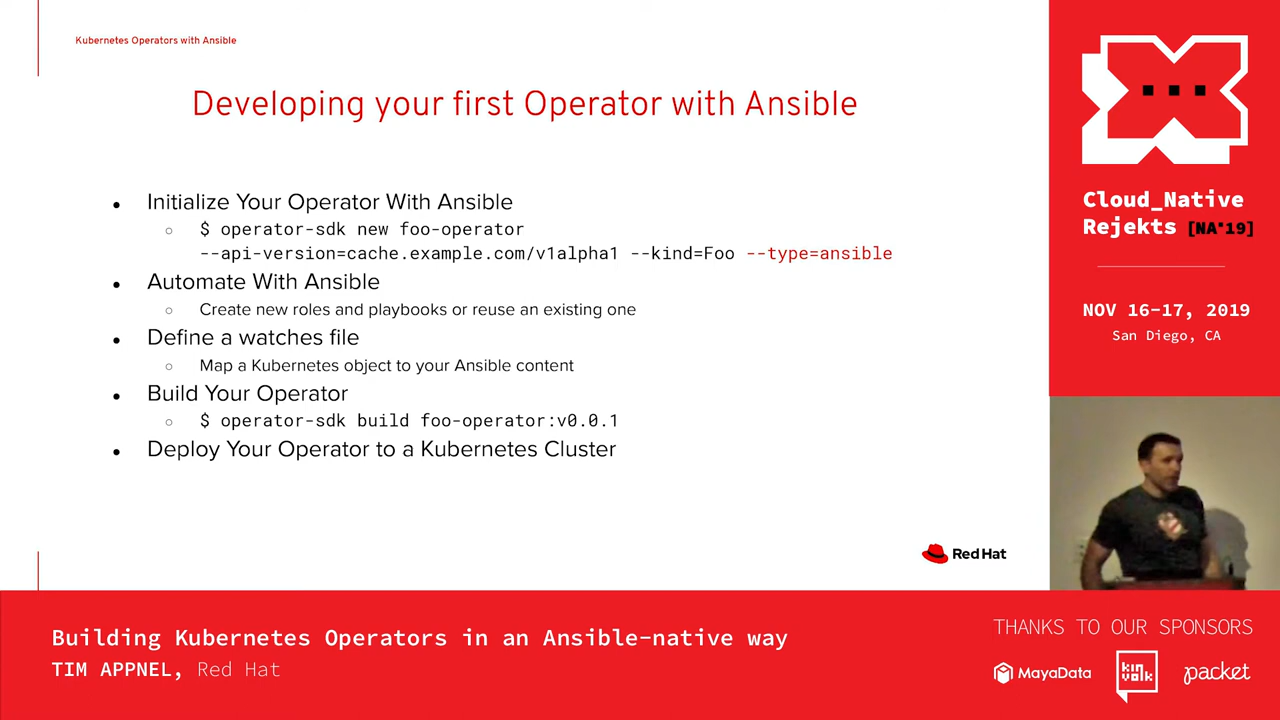 Kubernetes Operators with Ansible
Developing your first Operator with Ansible
Initialize Your Operator With Ansible
$ operator-sdk new foo-operator
--api-version=cache.example.com/v1alpha1 --kind=Foo --type=ansible
Automate With Ansible
Create new roles and playbooks or reuse an existing one
Define a watches file
Map a Kubernetes object to your Ansible content
Build Your Operator
$ operator-sdk build foo-operator:v0.0.1
Deploy Your Operator to a Kubernetes Cluster
Red Hat
Cloud_Native
Rejekts [NA'19]
NOV 16-17, 2019
San Diego, CA
Building Kubernetes Operators in an Ansible-native way
TIM APPNEL, Red Hat
THANKS TO OUR SPONSORS
MayaData
kinvolk
packet